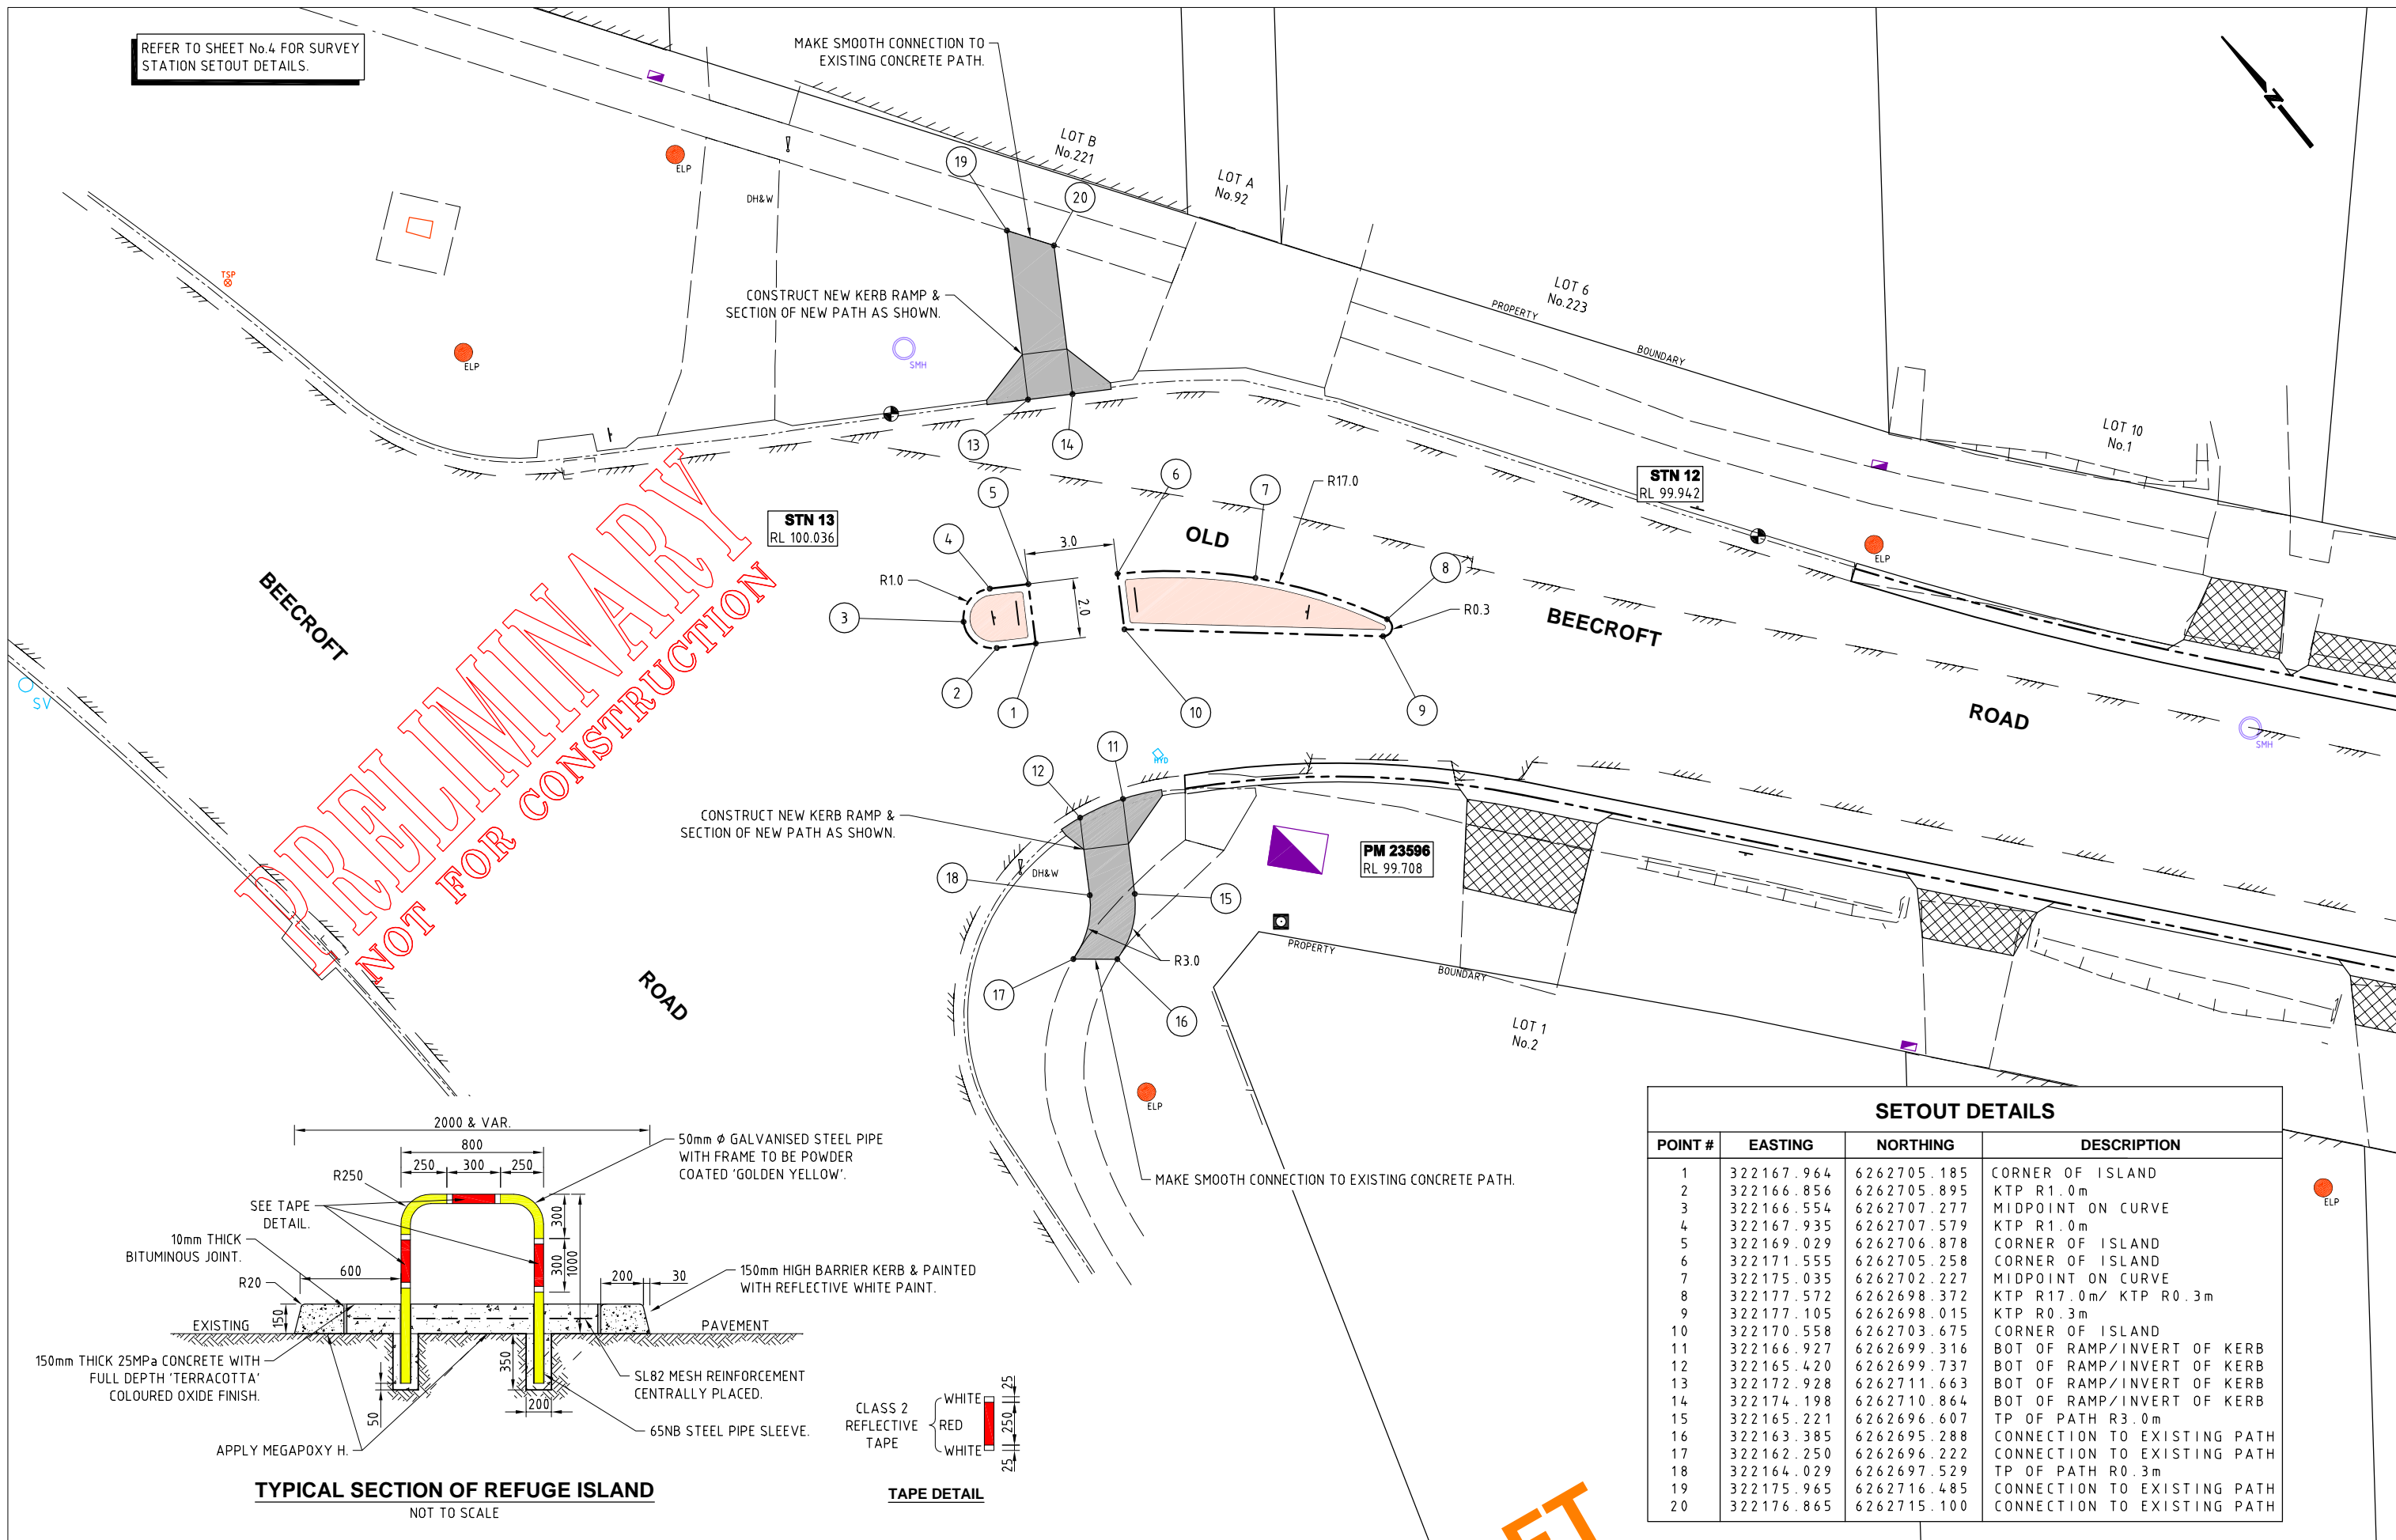 REFER TO SHEET No.4 FOR SURVEY
STATION SETOUT DETAILS.
MAKE SMOOTH CONNECTION TO
EXISTING CONCRETE PATH.
N
LOT B
No.221
LOT A
No.92
19
20
ELP
DH&W
TSP
ELP
CONSTRUCT NEW KERB RAMP &
SECTION OF NEW PATH AS SHOWN.
SMH
LOT 6
No.223
PROPERTY
BOUNDARY
LOT 10
No.1
13
14
STN 12
RL 99.942
ELP
STN 13
RL 100.036
5
6
7
R17.0
4
3.0
OLD
R1.0
2.0
8
R0.3
3
BEECROFT
BEECROFT
2
1
10
9
ROAD
SMH
SV
PRELIMINARY
NOT FOR CONSTRUCTION
11
12
HYD
CONSTRUCT NEW KERB RAMP &
SECTION OF NEW PATH AS SHOWN.
PM 23596
RL 99.708
DH&W
18
15
R3.0
PROPERTY
BOUNDARY
17
16
ROAD
LOT 1
No.2
ELP
MAKE SMOOTH CONNECTION TO EXISTING CONCRETE PATH.
ELP
2000 & VAR.
800
250 300 250
R250
50mm Ø GALVANISED STEEL PIPE
WITH FRAME TO BE POWDER
COATED 'GOLDEN YELLOW'.
SEE TAPE
DETAIL.
300
300
1000
10mm THICK
BITUMINOUS JOINT.
R20
600
200
30
150mm HIGH BARRIER KERB & PAINTED
WITH REFLECTIVE WHITE PAINT.
150
EXISTING
PAVEMENT
150mm THICK 25MPa CONCRETE WITH
FULL DEPTH 'TERRACOTTA'
COLOURED OXIDE FINISH.
350
50
200
SL82 MESH REINFORCEMENT
CENTRALLY PLACED.
65NB STEEL PIPE SLEEVE.
APPLY MEGAPOXY H.
TYPICAL SECTION OF REFUGE ISLAND
NOT TO SCALE
CLASS 2
REFLECTIVE
TAPE
WHITE
RED
WHITE
25
250
25
TAPE DETAIL
ET
SETOUT DETAILS
POINT # EASTING NORTHING DESCRIPTION
1 322167.964 6262705.185 CORNER OF ISLAND
2 322166.856 6262705.895 KTP R1.0m
3 322166.554 6262707.277 MIDPOINT ON CURVE
4 322167.935 6262707.579 KTP R1.0m
5 322169.029 6262706.878 CORNER OF ISLAND
6 322171.555 6262705.258 CORNER OF ISLAND
7 322175.035 6262702.227 MIDPOINT ON CURVE
8 322177.572 6262698.372 KTP R17.0m/ KTP R0.3m
9 322177.105 6262698.015 KTP R0.3m
10 322170.558 6262703.675 CORNER OF ISLAND
11 322166.927 6262699.316 BOT OF RAMP/INVERT OF KERB
12 322165.420 6262699.737 BOT OF RAMP/INVERT OF KERB
13 322172.928 6262711.663 BOT OF RAMP/INVERT OF KERB
14 322174.198 6262710.864 BOT OF RAMP/INVERT OF KERB
15 322165.221 6262696.607 TP OF PATH R3.0m
16 322163.385 6262695.288 CONNECTION TO EXISTING PATH
17 322162.250 6262696.222 CONNECTION TO EXISTING PATH
18 322164.029 6262697.529 TP OF PATH R0.3m
19 322175.965 6262716.485 CONNECTION TO EXISTING PATH
20 322176.865 6262715.100 CONNECTION TO EXISTING PATH